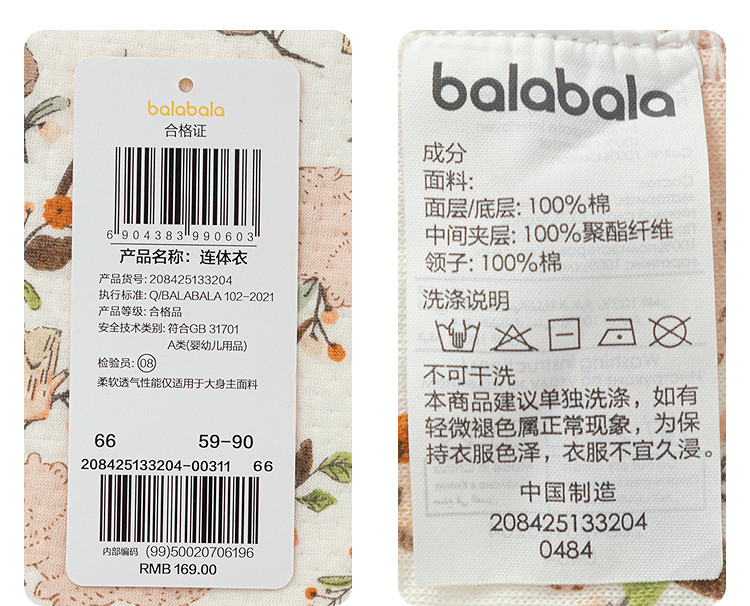 balabala
合格证
6 904383 990603
产品名称：连体衣
产品货号: 208425133204
执行标准: Q/BALABALA 102-2021
产品等级: 合格品
安全技术类别: 符合GB 31701
A类(婴幼儿用品)
检验员: 08
柔软透气性能仅适用于大身主面料
66 59-90
208425133204-00311 66
内部编码 (99)50020706196
RMB 169.00
balabala
成分
面料:
面层/底层: 100%棉
中间夹层: 100%聚酯纤维
领子: 100%棉
洗涤说明
不可干洗
本商品建议单独洗涤，如有
轻微褪色属正常现象，为保
持衣服色泽，衣服不宜久浸。
中国制造
208425133204
0484